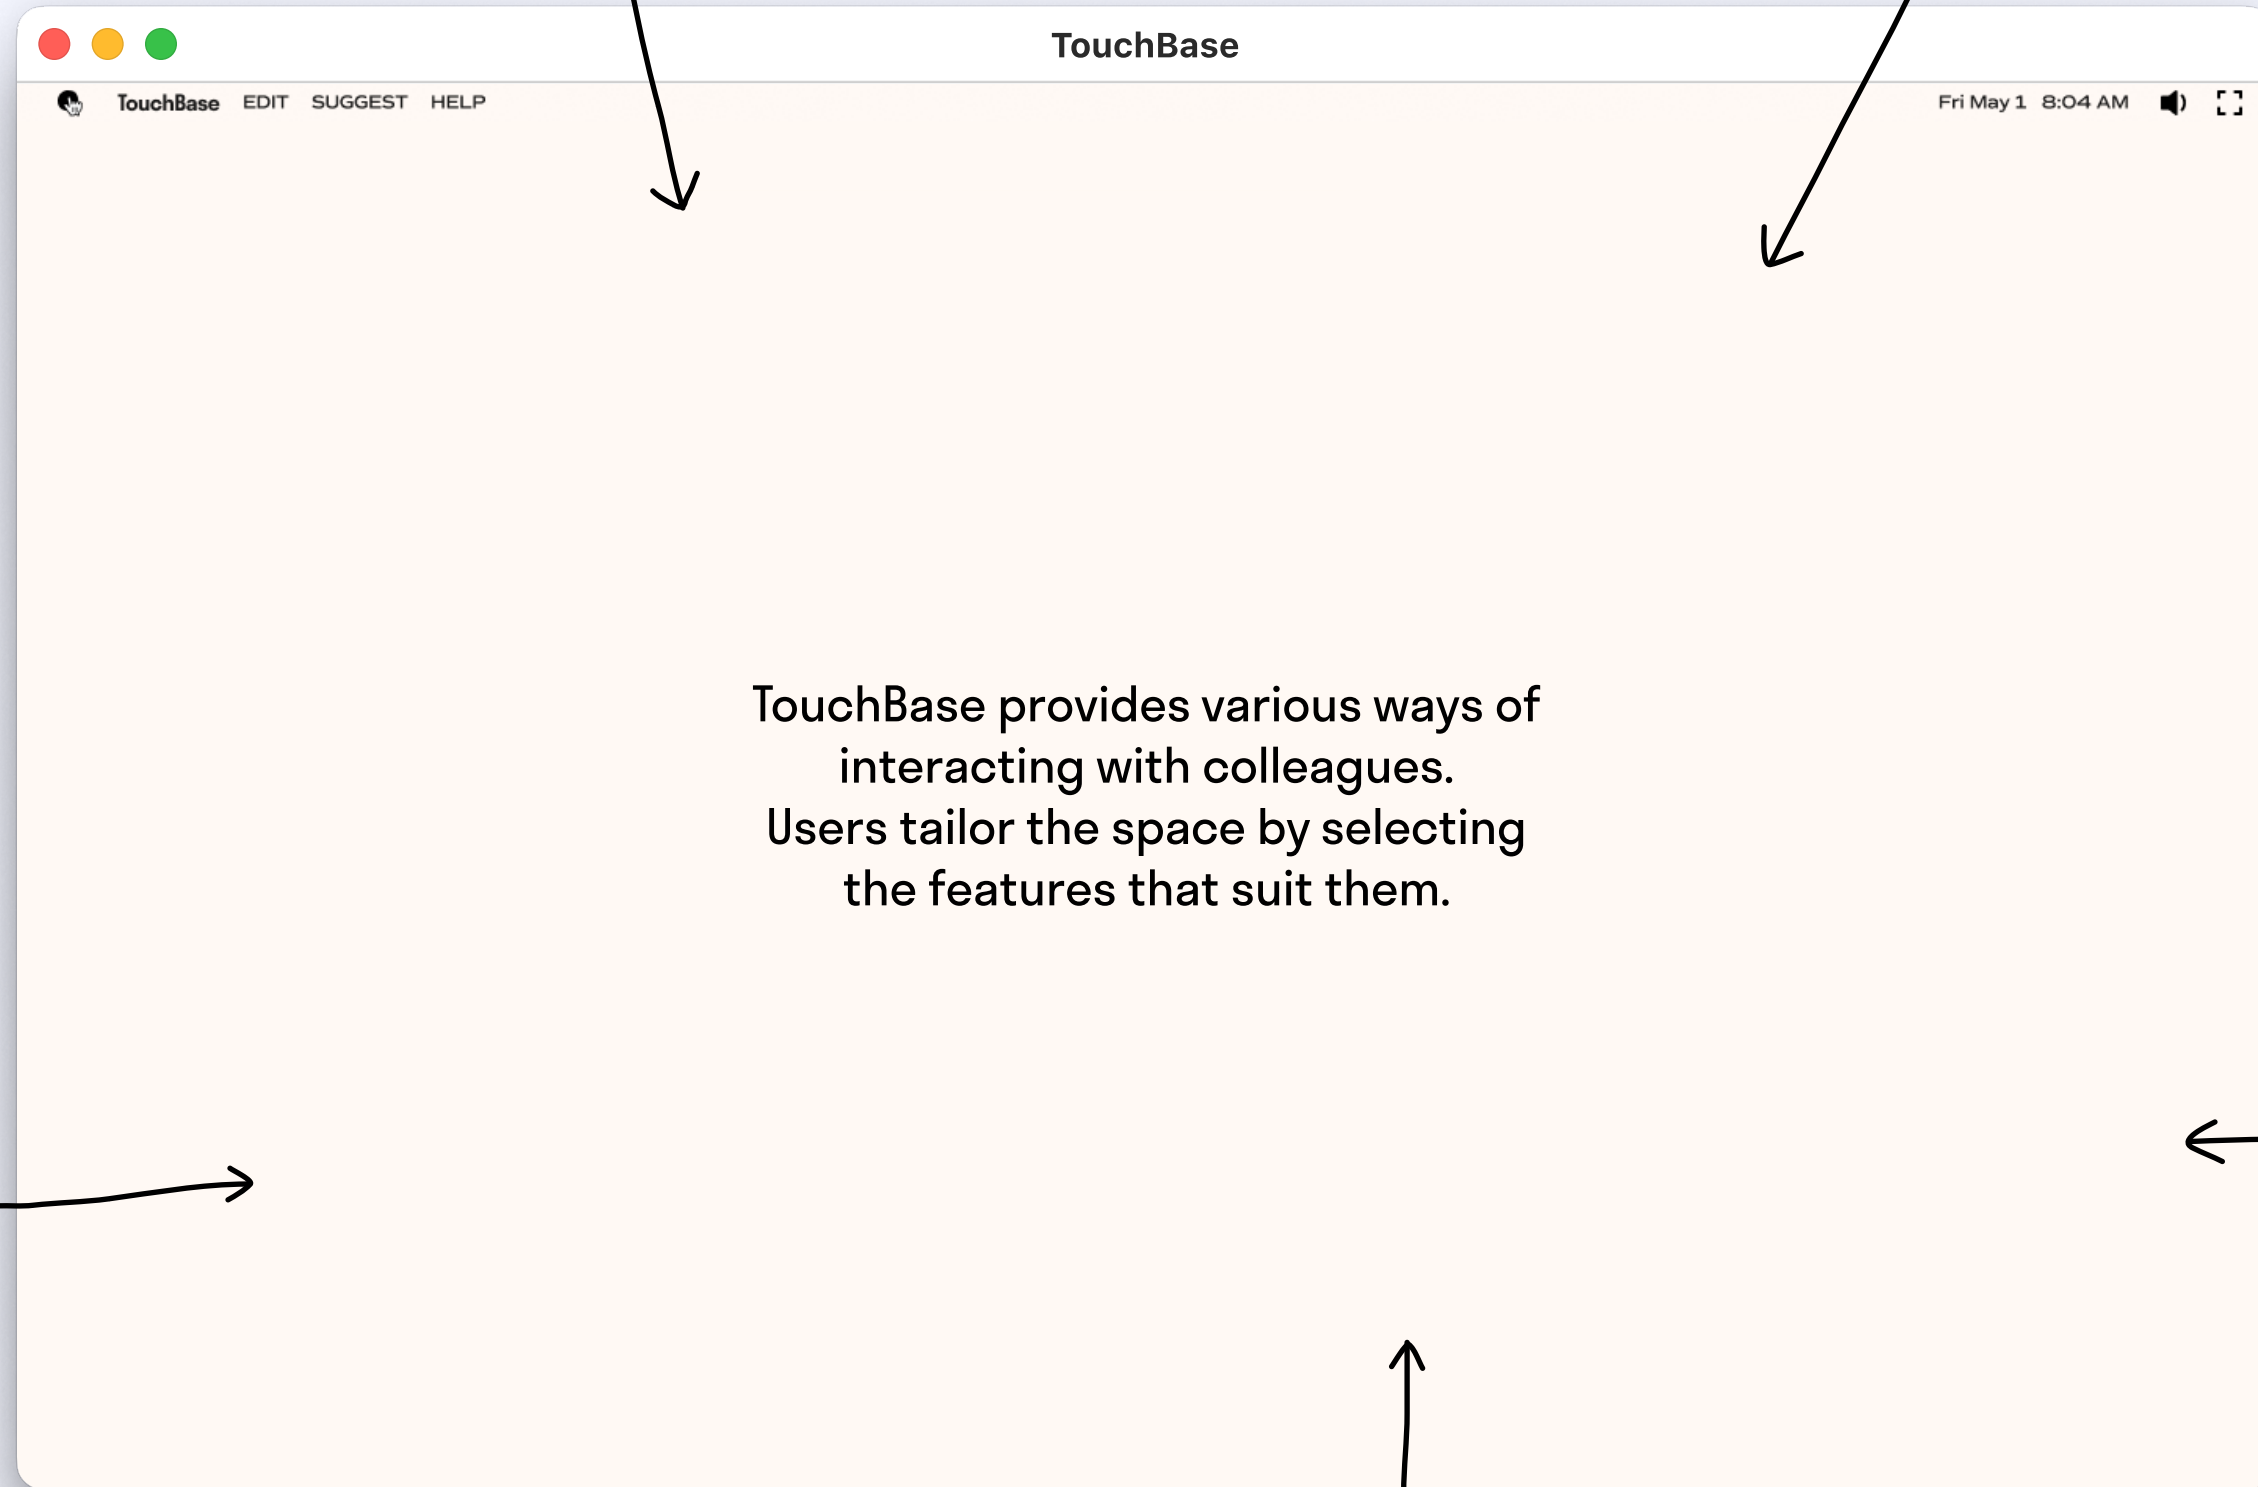 TouchBase
TouchBase EDIT SUGGEST HELP Fri May 1 8:04 AM
TouchBase provides various ways of
interacting with colleagues.
Users tailor the space by selecting
the features that suit them.